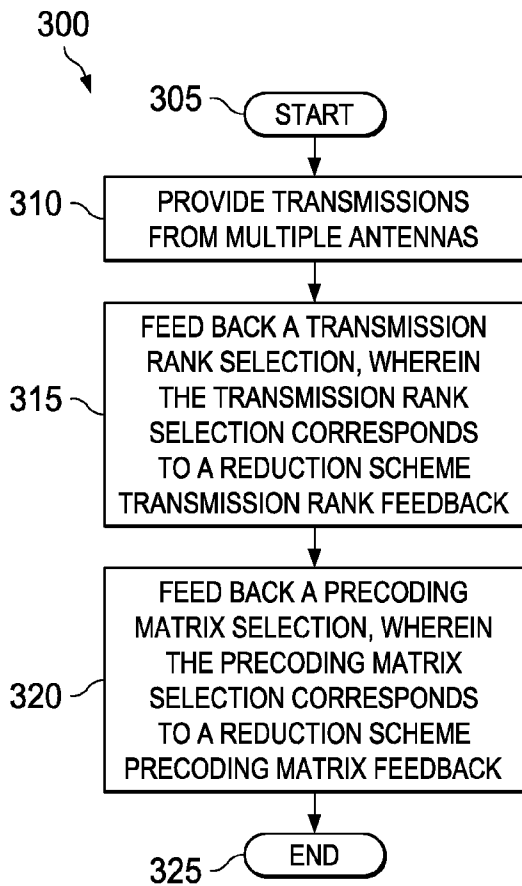 300
305
START
310
PROVIDE TRANSMISSIONS
FROM MULTIPLE ANTENNAS
315
FEED BACK A TRANSMISSION
RANK SELECTION, WHEREIN
THE TRANSMISSION RANK
SELECTION CORRESPONDS
TO A REDUCTION SCHEME
TRANSMISSION RANK FEEDBACK
320
FEED BACK A PRECODING
MATRIX SELECTION, WHEREIN
THE PRECODING MATRIX
SELECTION CORRESPONDS
TO A REDUCTION SCHEME
PRECODING MATRIX FEEDBACK
325
END